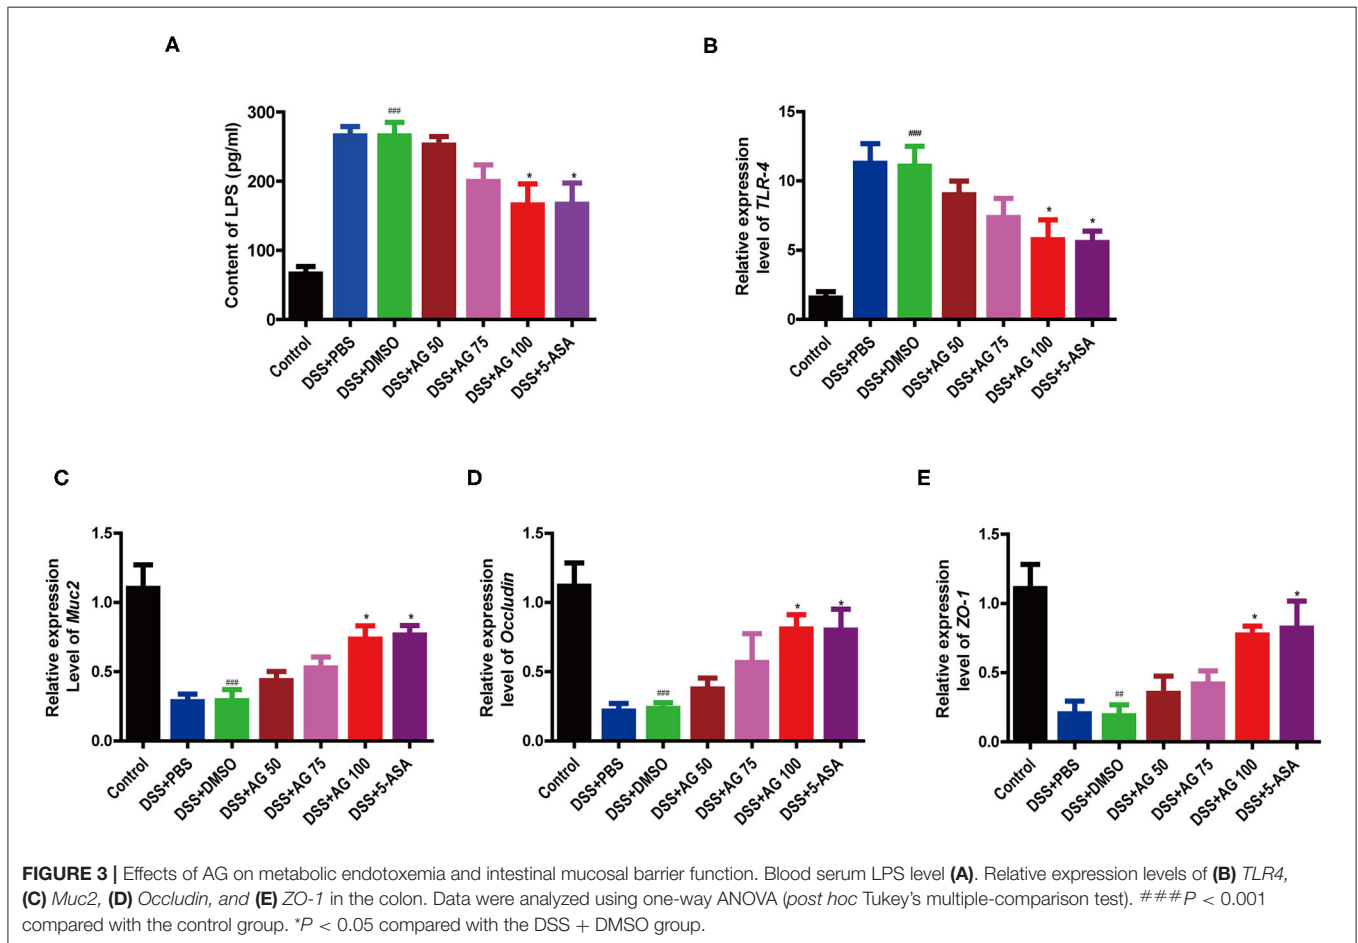 A
Content of LPS (pg/ml)
300
200
100
0
###
*
*
Control
DSS+PBS
DSS+DMSO
DSS+AG 50
DSS+AG 75
DSS+AG 100
DSS+5-ASA
B
Relative expression
level of TLR-4
15
10
5
0
###
*
*
Control
DSS+PBS
DSS+DMSO
DSS+AG 50
DSS+AG 75
DSS+AG 100
DSS+5-ASA
C
Relative expression
Level of Muc2
1.5
1.0
0.5
0.0
###
*
*
Control
DSS+PBS
DSS+DMSO
DSS+AG 50
DSS+AG 75
DSS+AG 100
DSS+5-ASA
D
Relative expression
level of Occludin
1.5
1.0
0.5
0.0
###
*
*
Control
DSS+PBS
DSS+DMSO
DSS+AG 50
DSS+AG 75
DSS+AG 100
DSS+5-ASA
E
Relative expression
level of ZO-1
1.5
1.0
0.5
0.0
##
*
*
Control
DSS+PBS
DSS+DMSO
DSS+AG 50
DSS+AG 75
DSS+AG 100
DSS+5-ASA
FIGURE 3 | Effects of AG on metabolic endotoxemia and intestinal mucosal barrier function. Blood serum LPS level (A). Relative expression levels of (B) TLR4,
(C) Muc2, (D) Occludin, and (E) ZO-1 in the colon. Data were analyzed using one-way ANOVA (post hoc Tukey's multiple-comparison test). ###P < 0.001
compared with the control group. *P < 0.05 compared with the DSS + DMSO group.